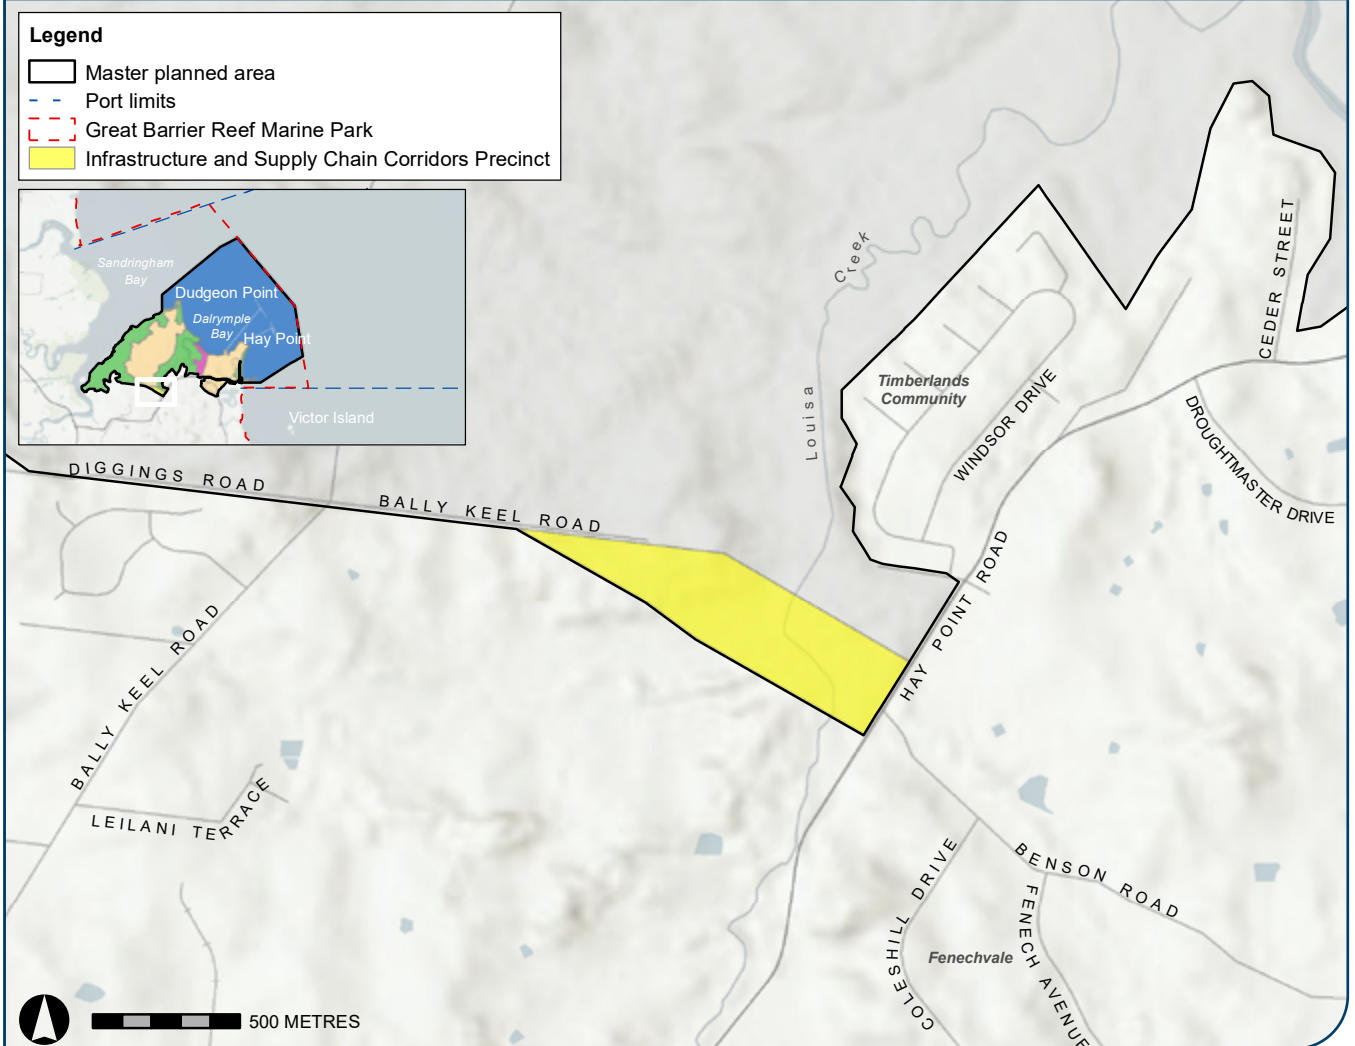 Legend
Master planned area
Port limits
Great Barrier Reef Marine Park
Infrastructure and Supply Chain Corridors Precinct
Sandringham
Bay
Dudgeon Point
Dalrymple
Bay
Hay Point
Victor Island
Creek
Louisa
Timberlands
Community
WINDSOR DRIVE
CEDER STREET
DROUGHTMASTER DRIVE
DIGGINGS ROAD
BALLY KEEL ROAD
HAY POINT ROAD
BALLY KEEL ROAD
LEILANI TERRACE
BENSON ROAD
COLESHILL DRIVE
FENECH AVENUE
Fenechvale
500 METRES